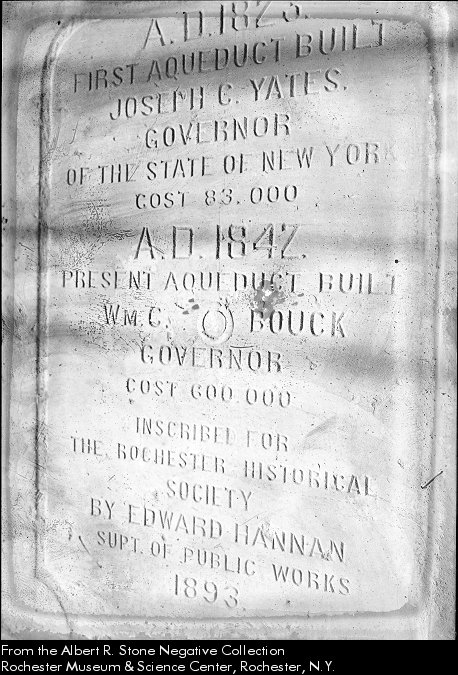 A.D. 1823.
FIRST AQUEDUCT BUILT
JOSEPH C. YATES.
GOVERNOR
OF THE STATE OF NEW YORK
COST 83.000
A.D. 1842.
PRESENT AQUEDUCT BUILT
WM. C. BOUCK
GOVERNOR
COST 600 000
INSCRIBED FOR
THE. ROCHESTER HISTORICAL
SOCIETY
BY EDWARD HANNAN
SUPT. OF PUBLIC WORKS
1893.
From the Albert R. Stone Negative Collection
Rochester Museum & Science Center, Rochester, N.Y.